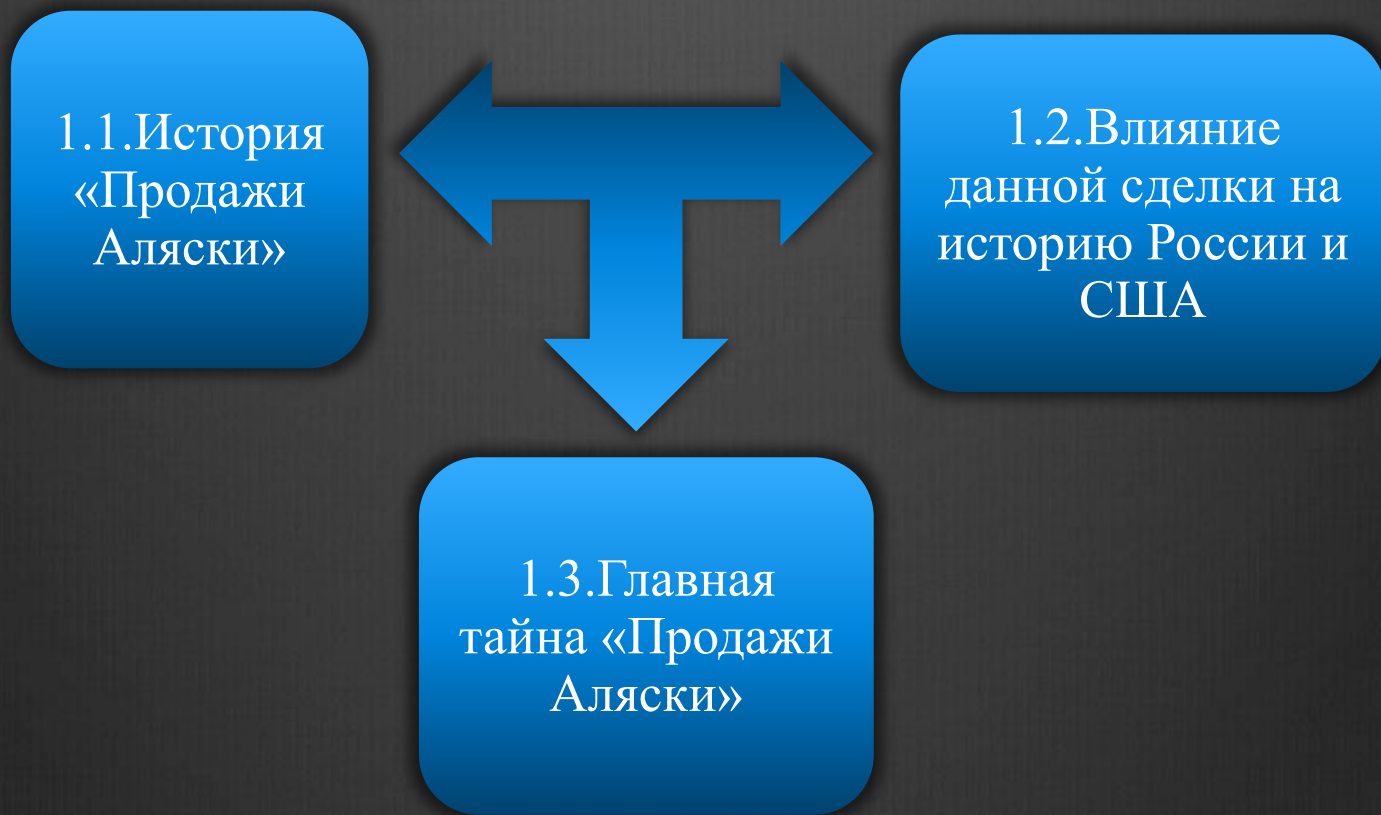 1.1.История
«Продажи
Аляски»
1.2.Влияние
данной сделки на
историю России и
США
1.3.Главная
тайна «Продажи
Аляски»